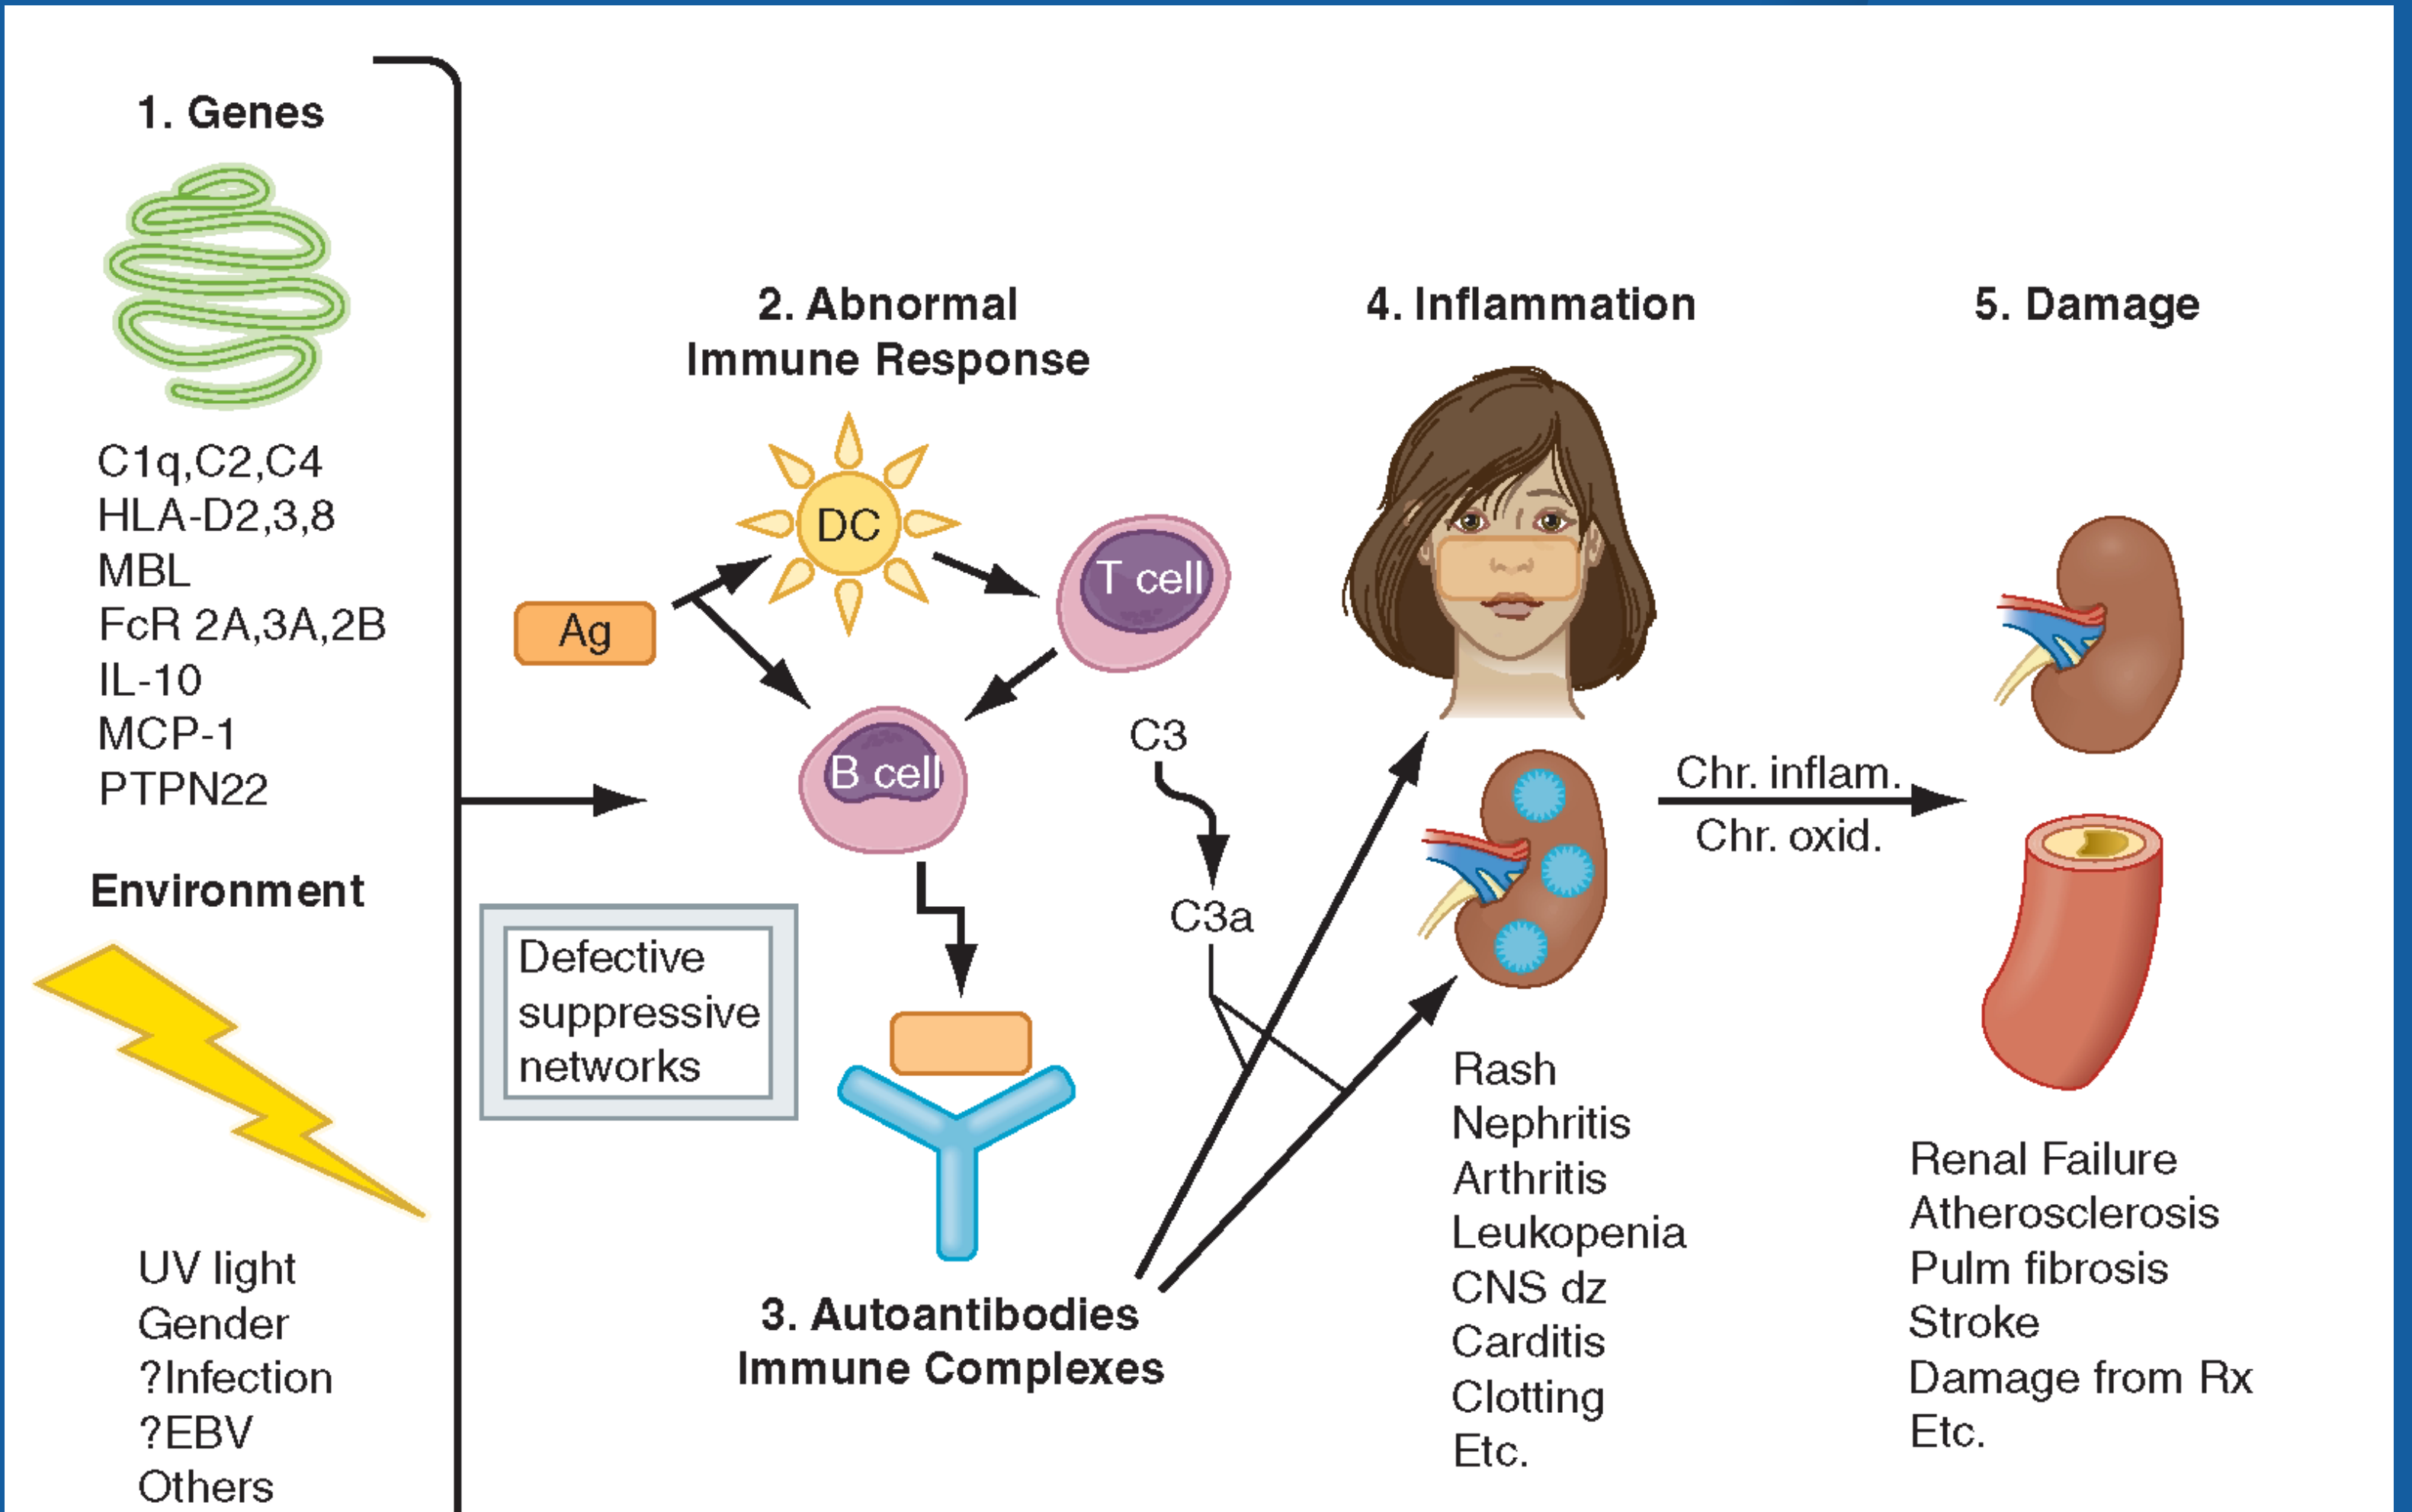 1. Genes
C1q,C2,C4
HLA-D2,3,8
MBL
FcR 2A,3A,2B
IL-10
MCP-1
PTPN22
Environment
UV light
Gender
?Infection
?EBV
Others
2. Abnormal
Immune Response
DC
T cell
Ag
B cell
Defective
suppressive
networks
C3
C3a
3. Autoantibodies
Immune Complexes
4. Inflammation
Rash
Nephritis
Arthritis
Leukopenia
CNS dz
Carditis
Clotting
Etc.
Chr. inflam.
Chr. oxid.
5. Damage
Renal Failure
Atherosclerosis
Pulm fibrosis
Stroke
Damage from Rx
Etc.